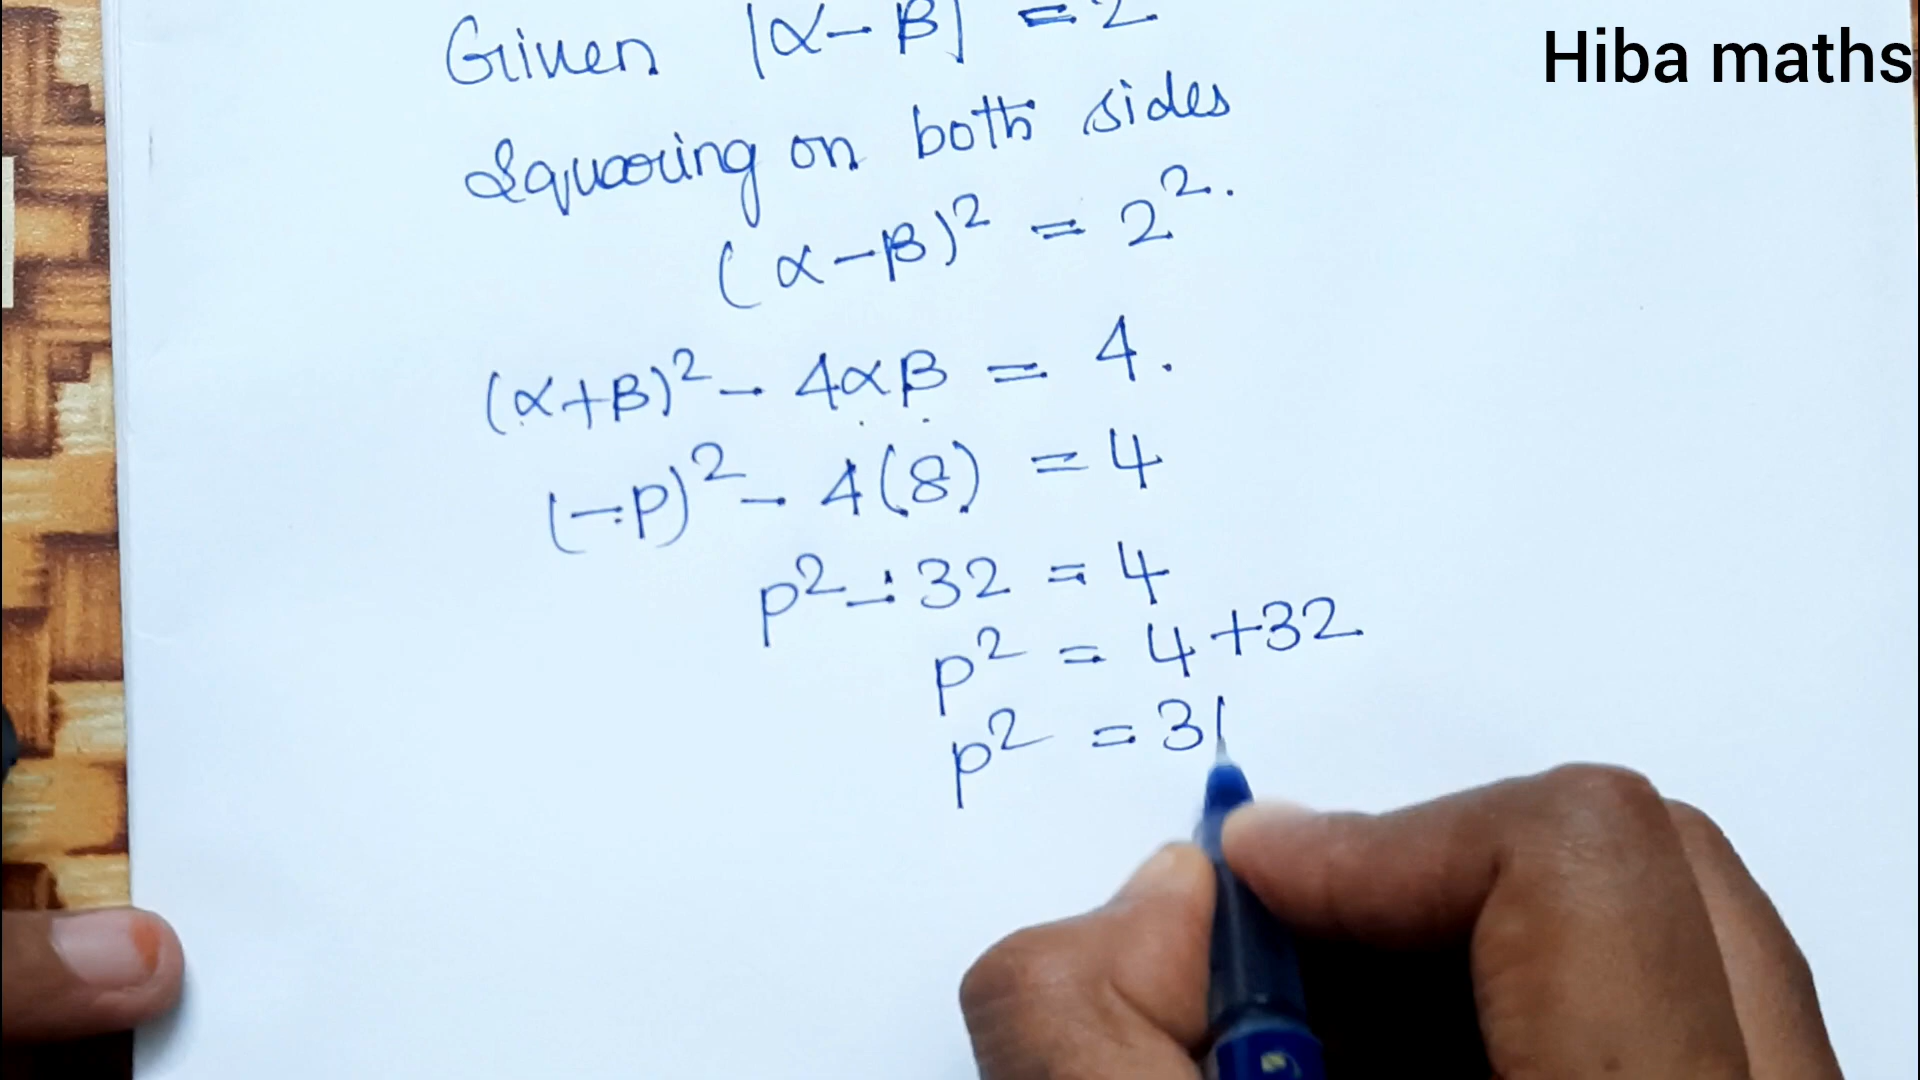 Given |α-β| = 2
Hiba maths
Squaring on both sides
(α-β)² = 2².
(α+β)² - 4αβ = 4.
(-p)² - 4(8) = 4
p² - 32 = 4
p² = 4+32
p² = 3